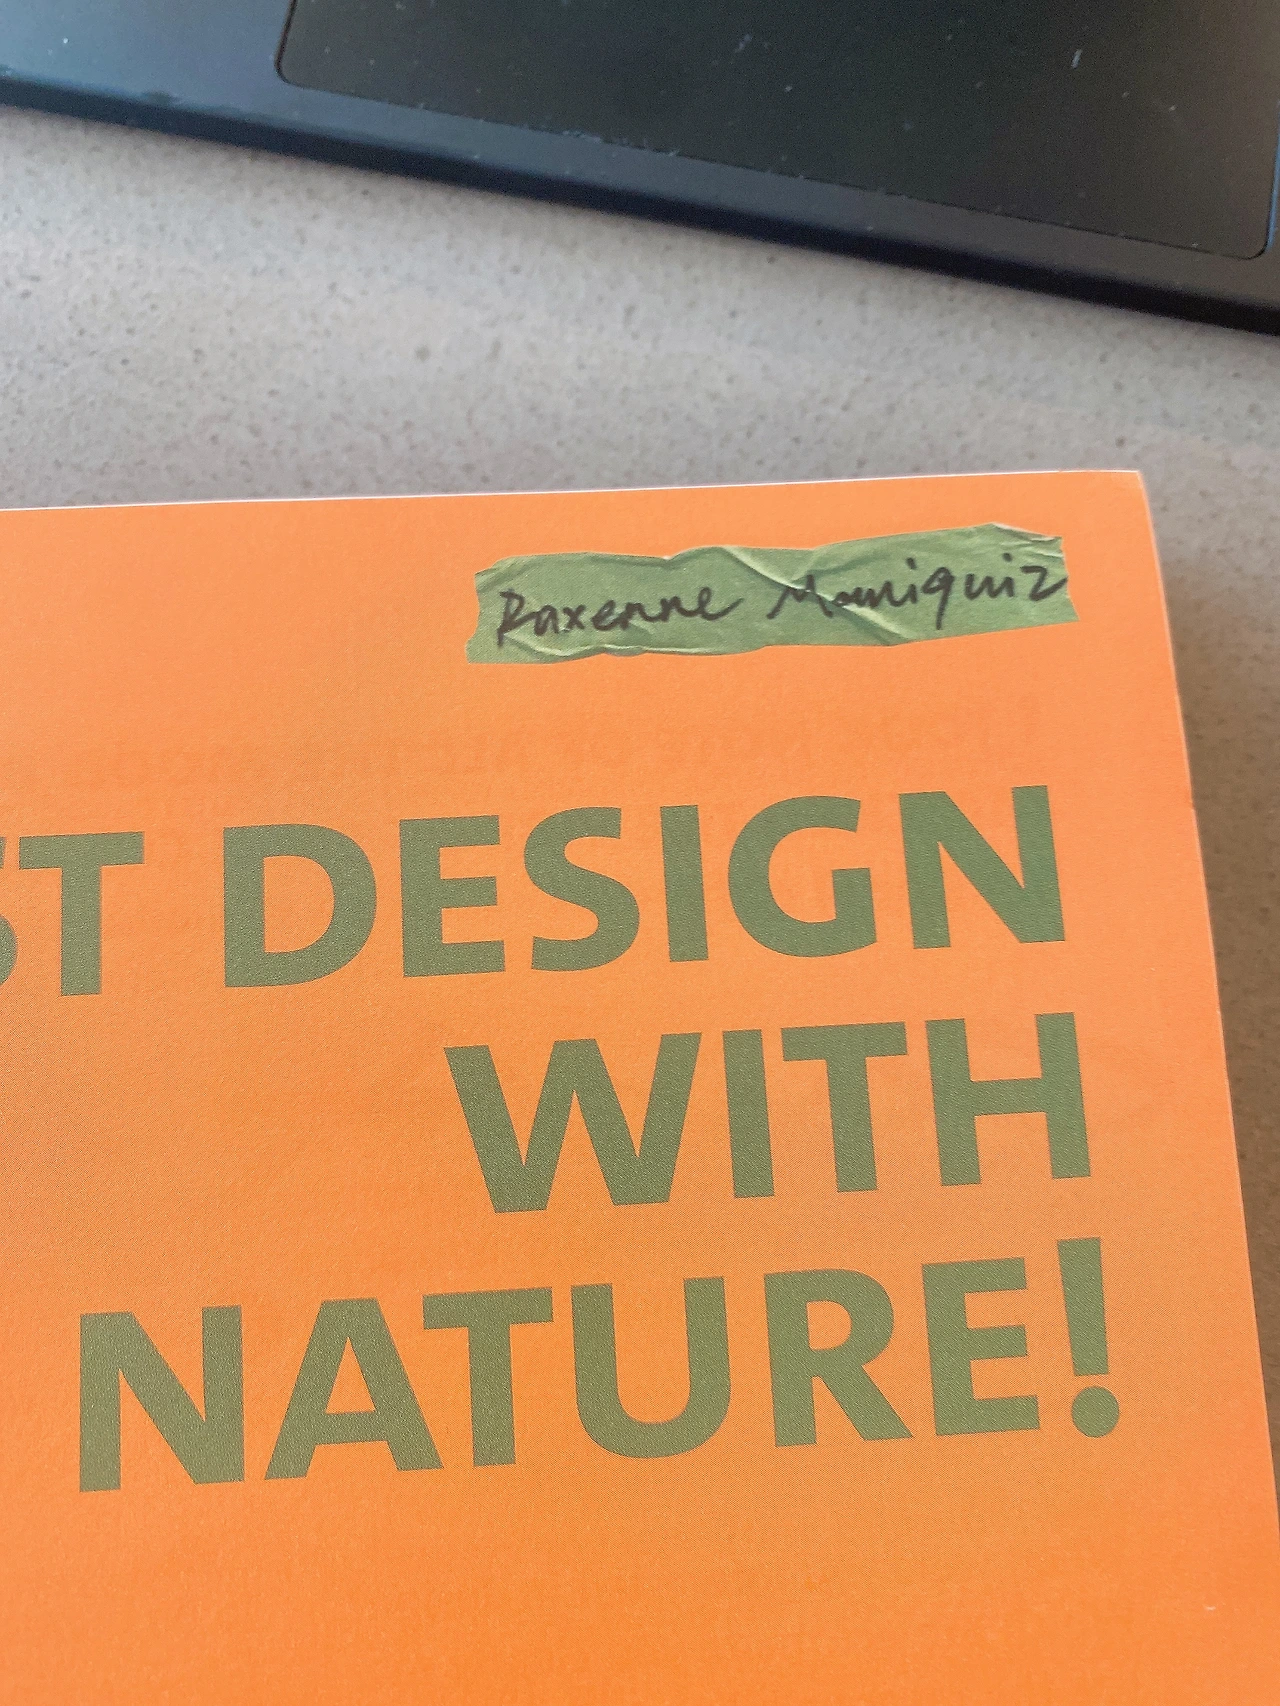 Raxenne Maniquiz
ST DESIGN
WITH
NATURE!